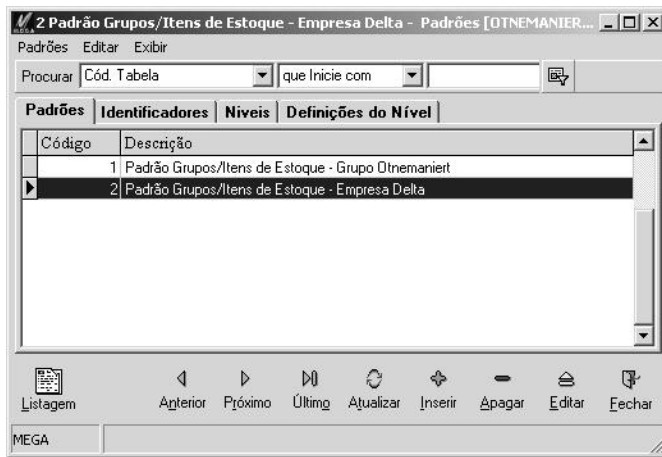 2 Padrão Grupos/Itens de Estoque - Empresa Delta - Padrões [OTNEMANIER...
Padrões Editar Exibir
Procurar Cód. Tabela que Inicie com
Padrões Identificadores Niveis Definições do Nível
Código Descrição
1 Padrão Grupos/Itens de Estoque - Grupo Otnemaniert
2 Padrão Grupos/Itens de Estoque - Empresa Delta
Listagem Anterior Próximo Último Atualizar Inserir Apagar Editar Fechar
MEGA